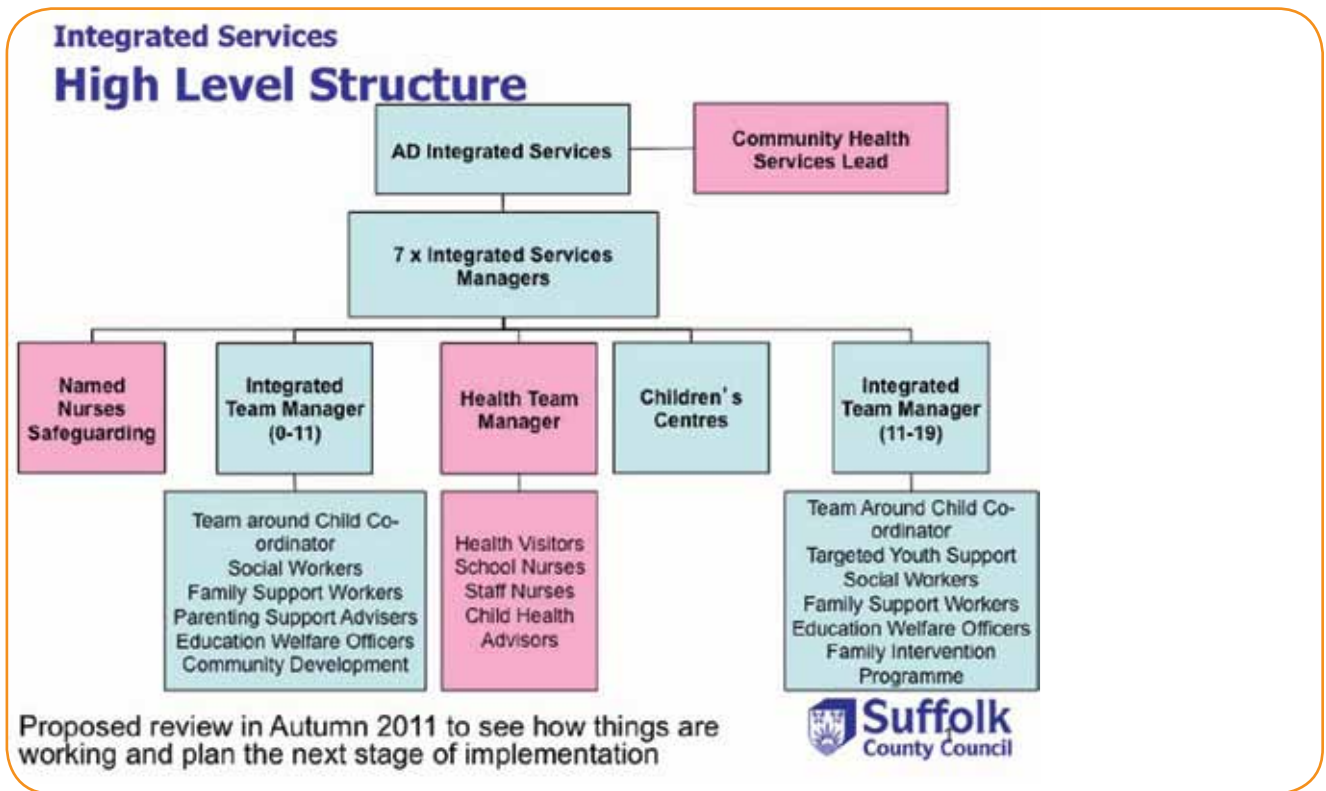 Integrated Services
High Level Structure
AD Integrated Services
Community Health
Services Lead
7 x Integrated Services
Managers
Named
Nurses
Safeguarding
Integrated
Team Manager
(0-11)
Health Team
Manager
Children's
Centres
Integrated
Team Manager
(11-19)
Team around Child Co-
ordinator
Social Workers
Family Support Workers
Parenting Support Advisers
Education Welfare Officers
Community Development
Health Visitors
School Nurses
Staff Nurses
Child Health
Advisors
Team Around Child Co-
ordinator
Targeted Youth Support
Social Workers
Family Support Workers
Education Welfare Officers
Family Intervention
Programme
Proposed review in Autumn 2011 to see how things are
working and plan the next stage of implementation
Suffolk
County Council
1